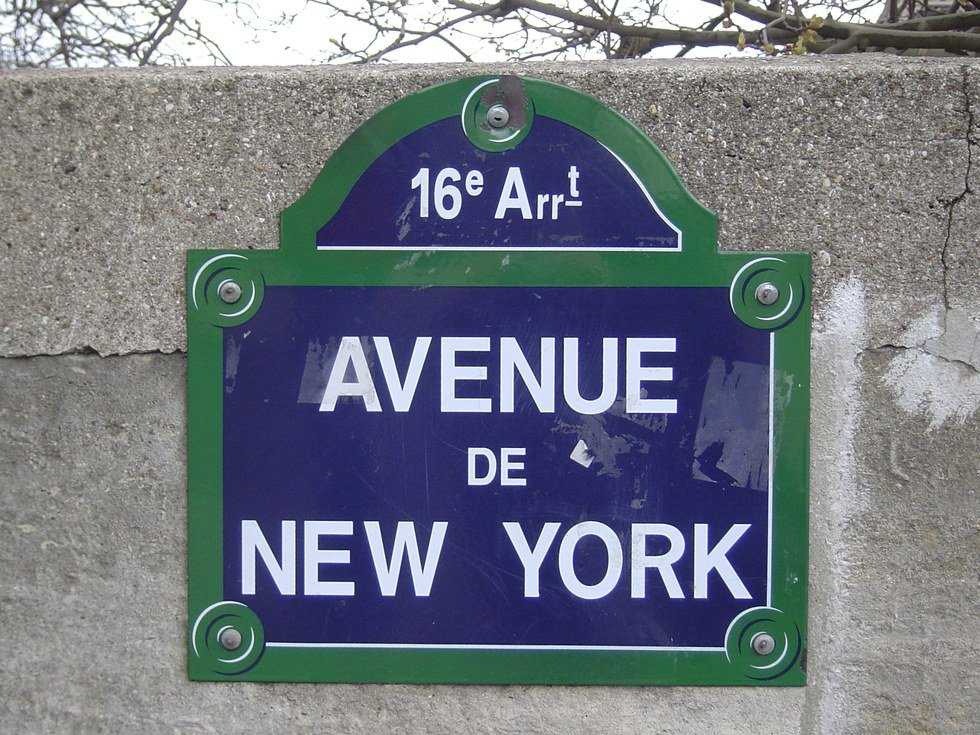 16e Arrt
AVENUE
DE
NEW YORK